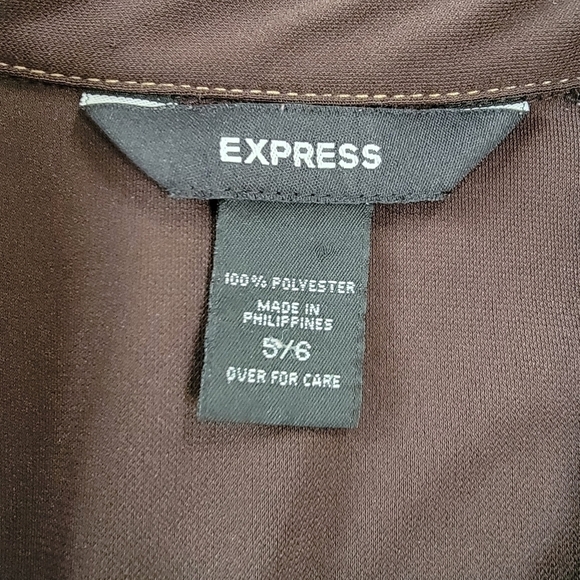 EXPRESS
100% POLYESTER
MADE IN
PHILIPPINES
5/6
OVER FOR CARE